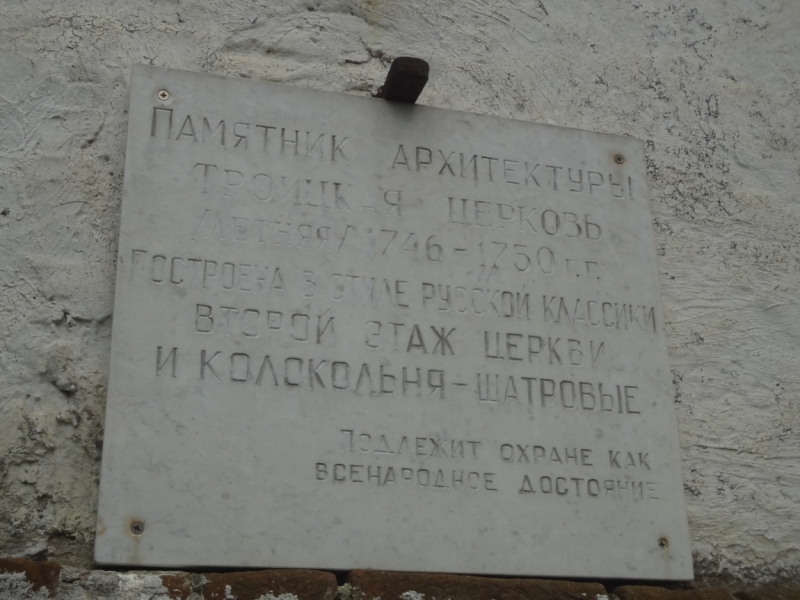 ПАМЯТНИК АРХИТЕКТУРЫ
ТРОИЦКАЯ ЦЕРКОВЬ
/ЛЕТНЯЯ/ 1746-1750 г.г.
ПОСТРОЕНА В СТИЛЕ РУССКОЙ КЛАССИКИ
ВТОРОЙ ЭТАЖ ЦЕРКВИ
И КОЛОКОЛЬНЯ-ШАТРОВЫЕ
ПОДЛЕЖИТ ОХРАНЕ КАК
ВСЕНАРОДНОЕ ДОСТОЯНИЕ